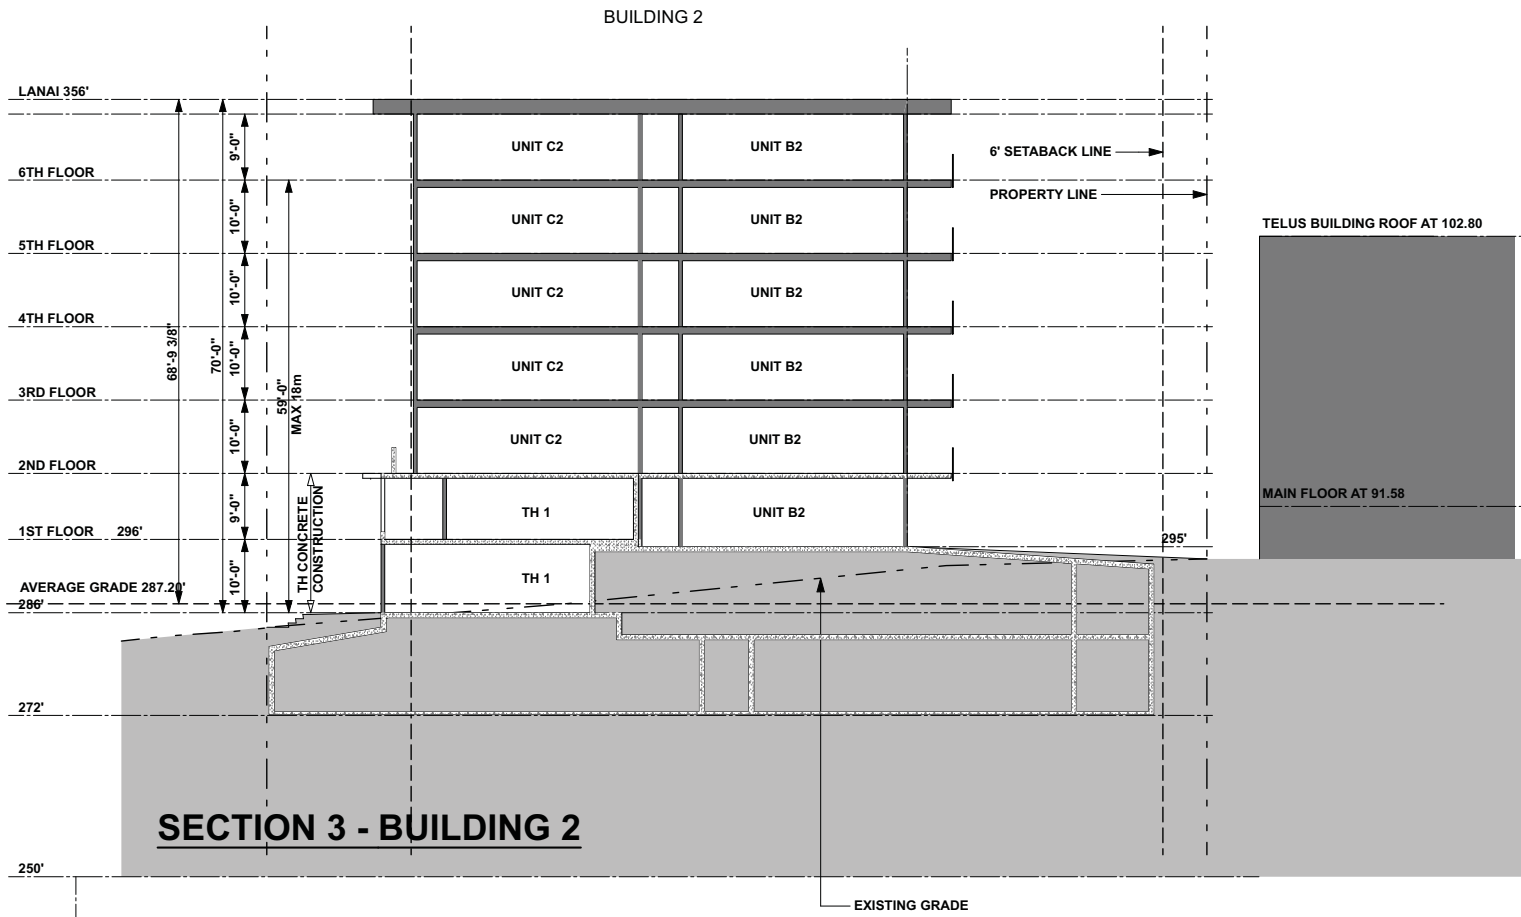 BUILDING 2
LANAI 356'
9'-0"
UNIT C2
UNIT B2
6' SETABACK LINE
6TH FLOOR
PROPERTY LINE
10'-0"
UNIT C2
UNIT B2
TELUS BUILDING ROOF AT 102.80
5TH FLOOR
10'-0"
UNIT C2
UNIT B2
4TH FLOOR
68'-9 3/8"
70'-0"
10'-0"
UNIT C2
UNIT B2
59'-0"
MAX 18m
3RD FLOOR
10'-0"
UNIT C2
UNIT B2
2ND FLOOR
MAIN FLOOR AT 91.58
9'-0"
TH CONCRETE
CONSTRUCTION
TH 1
UNIT B2
1ST FLOOR 296'
295'
10'-0"
TH 1
AVERAGE GRADE 287.20'
286'
272'
SECTION 3 - BUILDING 2
250'
EXISTING GRADE